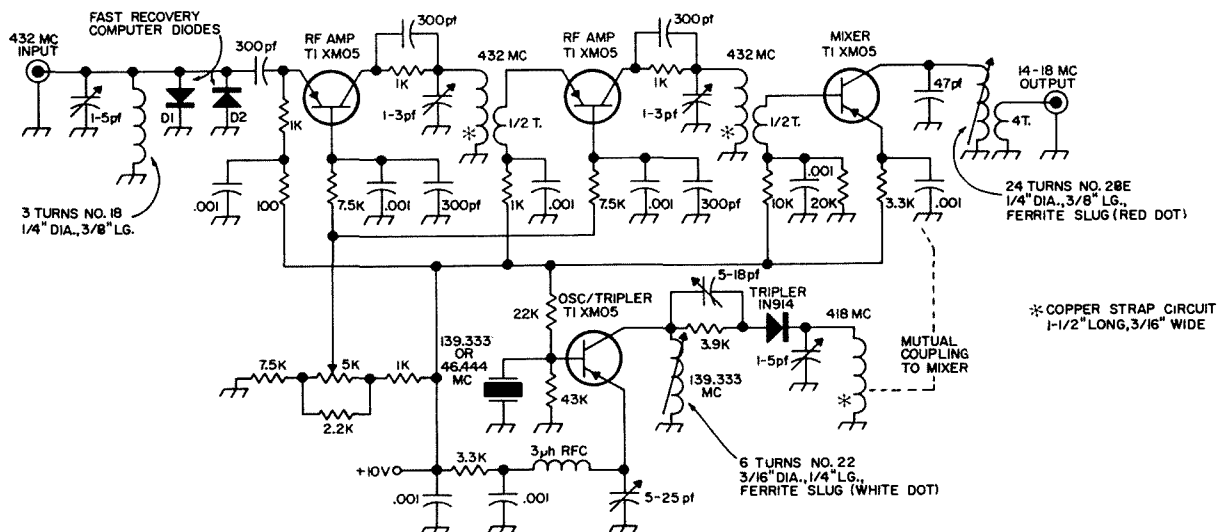 FAST RECOVERY
COMPUTER DIODES
432 MC
INPUT
300pf
RF AMP
TI XM05
300pf
432 MC
RF AMP
TI XM05
300pf
432 MC
MIXER
TI XM05
14-18 MC
OUTPUT
1-5pf
D1
D2
1K
1K
1-3pf
*
1/2 T.
1K
1-3pf
*
1/2 T.
47pf
4T.
.001
100
7.5K
.001
300pf
1K
.001
7.5K
.001
300pf
10K
.001
20K
3.3K
.001
3 TURNS NO. 18
1/4" DIA., 3/8" LG.
24 TURNS NO. 28E
1/4" DIA., 3/8" LG.,
FERRITE SLUG (RED DOT)
22K
OSC/TRIPLER
TI XM05
5-18pf
TRIPLER
IN914
418 MC
3.9K
1-5pf
*
* COPPER STRAP CIRCUIT
1-1/2" LONG, 3/16" WIDE
MUTUAL
COUPLING
TO MIXER
139.333
OR
46.444
MC
43K
139.333
MC
7.5K
5K
1K
2.2K
6 TURNS NO. 22
3/16" DIA., 1/4" LG.,
FERRITE SLUG (WHITE DOT)
+10V
3.3K
3µh RFC
.001
.001
5-25 pf